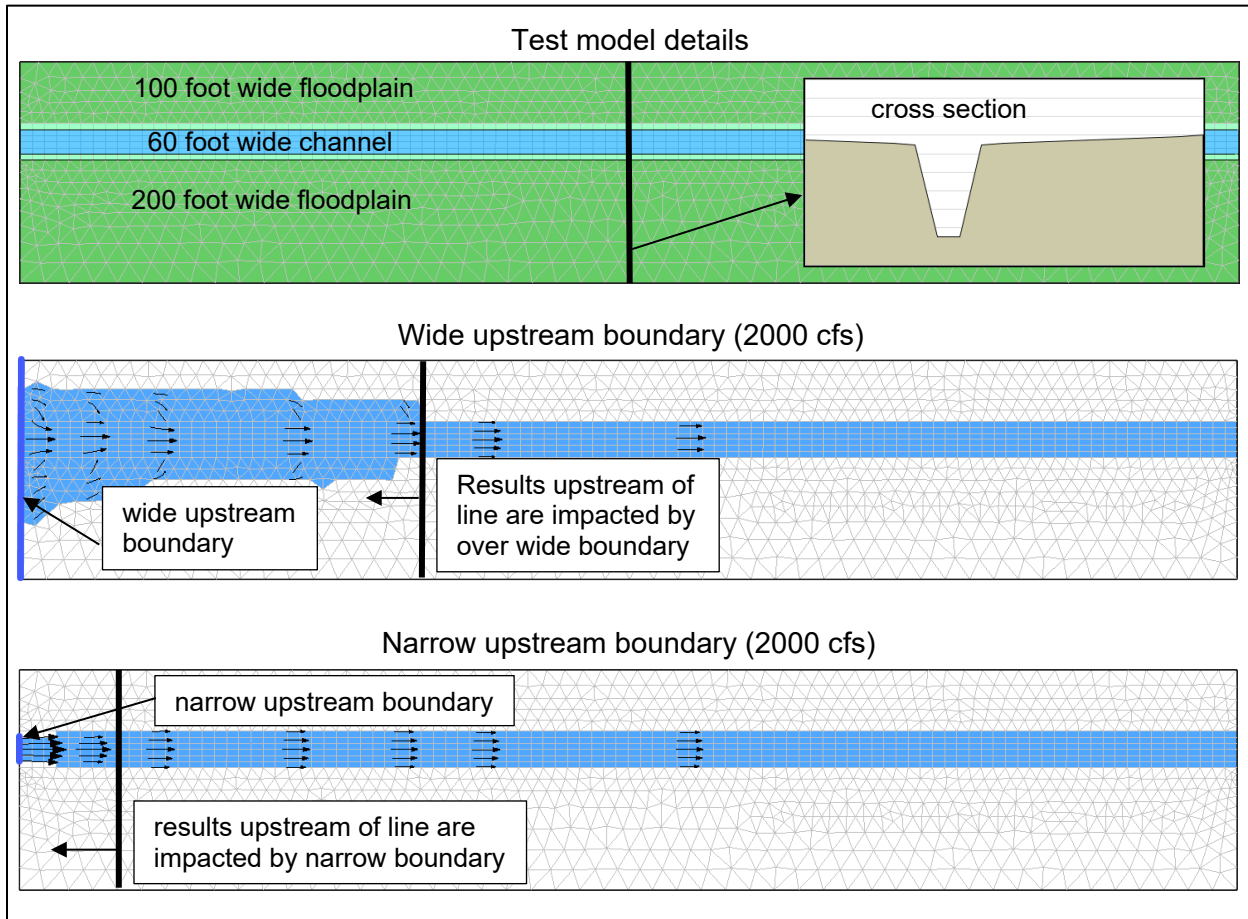 Test model details
100 foot wide floodplain
cross section
60 foot wide channel
200 foot wide floodplain
Wide upstream boundary (2000 cfs)
wide upstream
boundary
Results upstream of
line are impacted by
over wide boundary
Narrow upstream boundary (2000 cfs)
narrow upstream boundary
results upstream of line are
impacted by narrow boundary